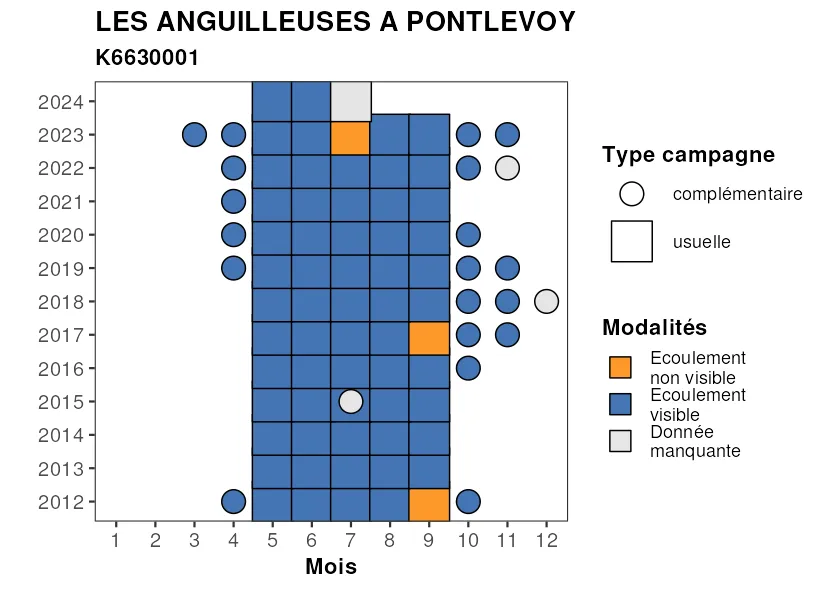 LES ANGUILLEUSES A PONTLEVOY
K6630001
2024
2023
2022
2021
2020
2019
2018
2017
2016
2015
2014
2013
2012
1 2 3 4 5 6 7 8 9 10 11 12
Mois
Type campagne
complémentaire
usuelle
Modalités
Ecoulement
non visible
Ecoulement
visible
Donnée
manquante